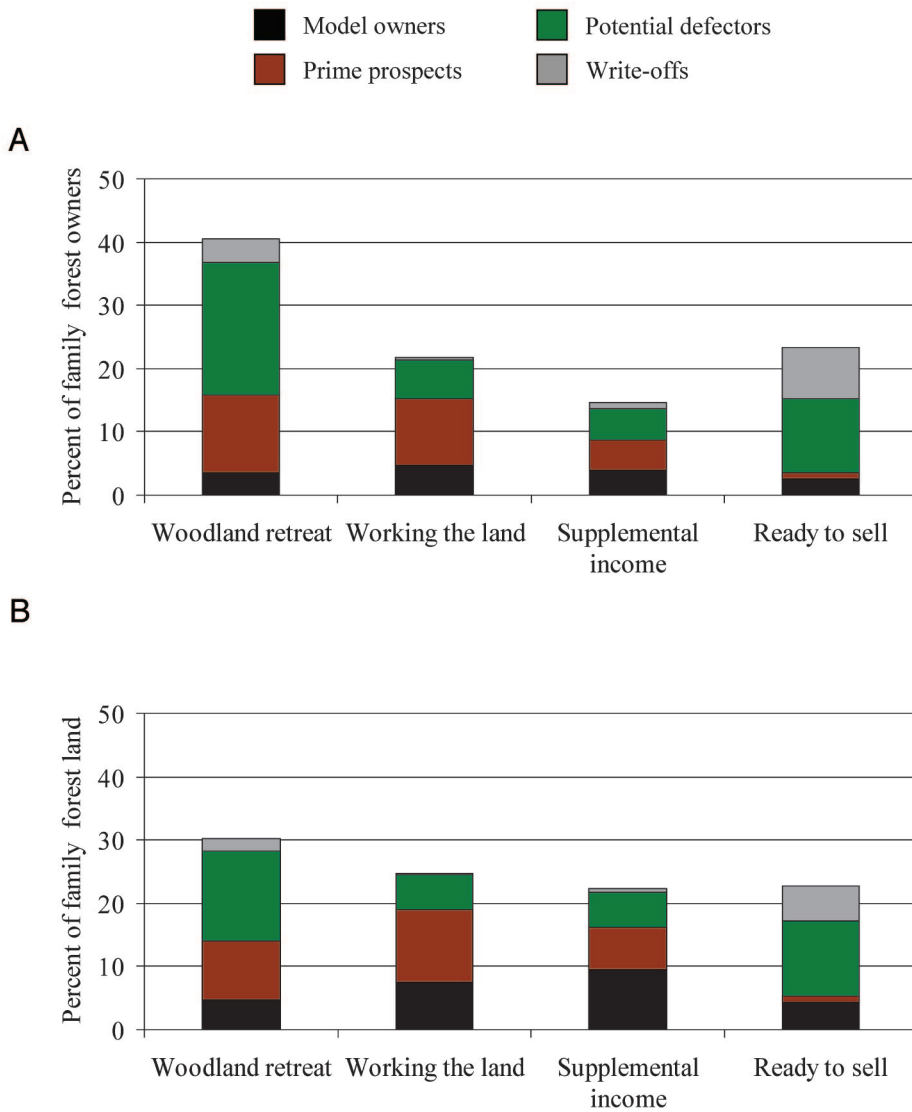 Model owners
Potential defectors
Prime prospects
Write-offs
A
Percent of family forest owners
50
40
30
20
10
0
Woodland retreat
Working the land
Supplemental
income
Ready to sell
B
Percent of family forest land
50
40
30
20
10
0
Woodland retreat
Working the land
Supplemental
income
Ready to sell